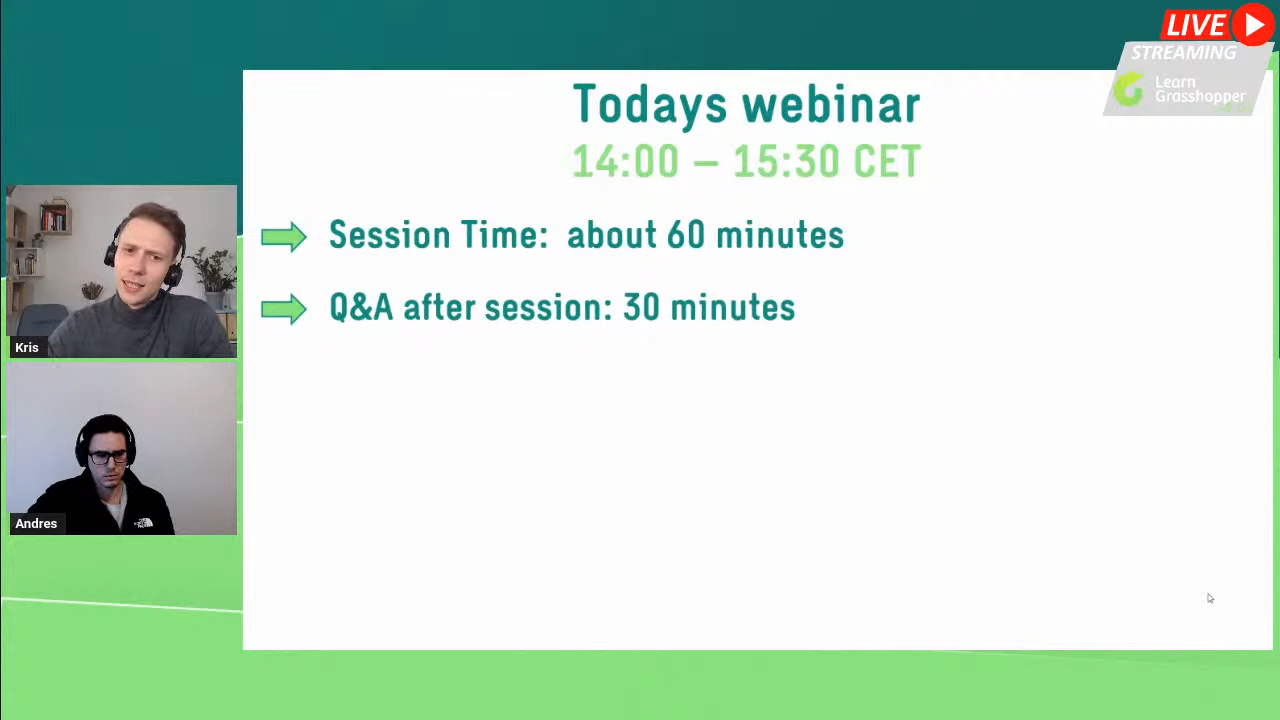 LIVE
STREAMING
Learn
Grasshopper
Todays webinar
14:00 – 15:30 CET
Session Time: about 60 minutes
Q&A after session: 30 minutes
Kris
Andres